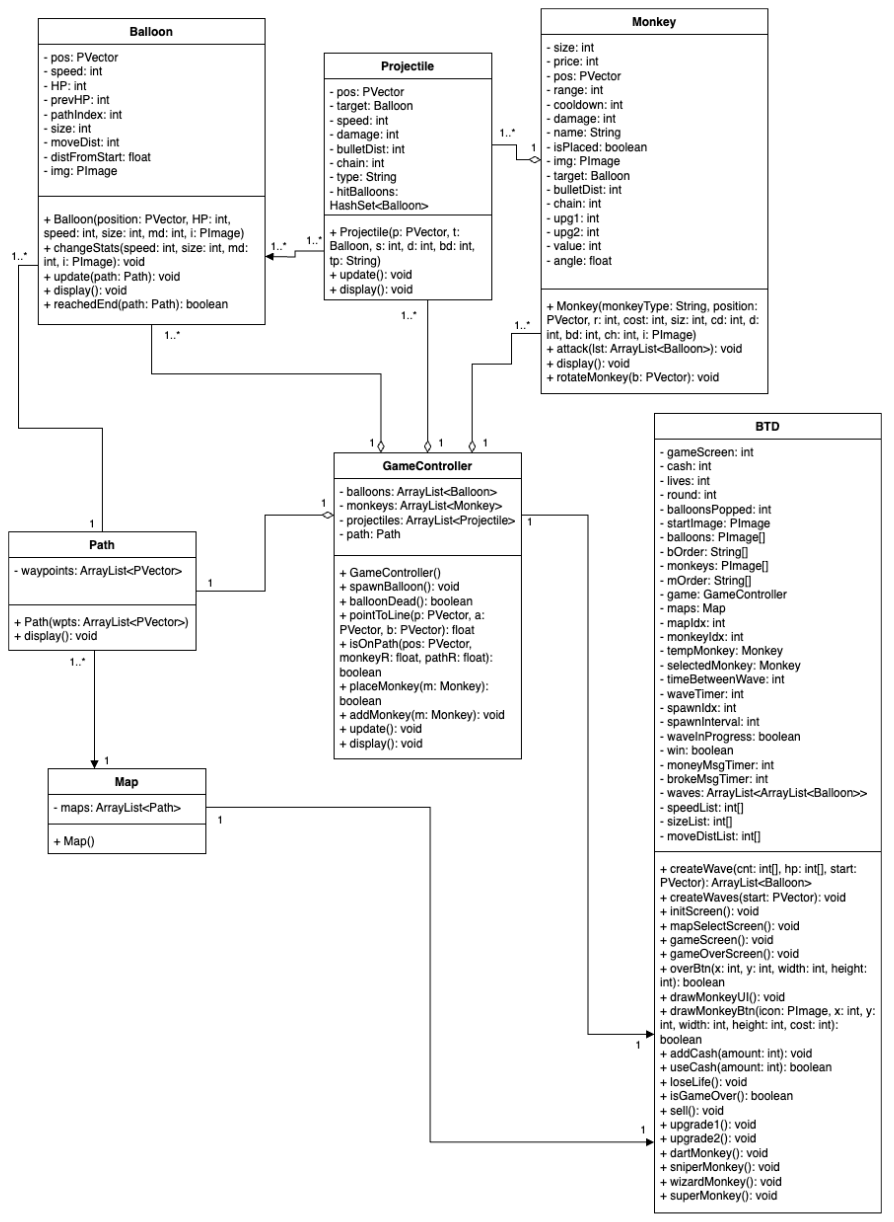 Balloon
- pos: PVector
- speed: int
- HP: int
- prevHP: int
- pathIndex: int
- size: int
- moveDist: int
- distFromStart: float
- img: PImage
+ Balloon(position: PVector, HP: int,
speed: int, size: int, md: int, i: PImage)
+ changeStats(speed: int, size: int, md:
int, i: PImage): void
+ update(path: Path): void
+ display(): void
+ reachedEnd(path: Path): boolean
1..*
1..*
1..*
Projectile
- pos: PVector
- target: Balloon
- speed: int
- damage: int
- bulletDist: int
- chain: int
- type: String
- hitBalloons:
HashSet<Balloon>
+ Projectile(p: PVector, t:
Balloon, s: int, d: int, bd: int,
tp: String)
+ update(): void
+ display(): void
1..*
1..*
1..*
Monkey
- size: int
- price: int
- pos: PVector
- range: int
- cooldown: int
- damage: int
- name: String
- isPlaced: boolean
- img: PImage
- target: Balloon
- bulletDist: int
- chain: int
- upg1: int
- upg2: int
- value: int
- angle: float
+ Monkey(monkeyType: String, position:
PVector, r: int, cost: int, siz: int, cd: int, d:
int, bd: int, ch: int, i: PImage)
+ attack(lst: ArrayList<Balloon>): void
+ display(): void
+ rotateMonkey(b: PVector): void
1
1..*
1
1
1
GameController
- balloons: ArrayList<Balloon>
- monkeys: ArrayList<Monkey>
- projectiles: ArrayList<Projectile>
- path: Path
+ GameController()
+ spawnBalloon(): void
+ balloonDead(): boolean
+ pointToLine(p: PVector, a:
PVector, b: PVector): float
+ isOnPath(pos: PVector,
monkeyR: float, pathR: float):
boolean
+ placeMonkey(m: Monkey):
boolean
+ addMonkey(m: Monkey): void
+ update(): void
+ display(): void
1
1
1
Path
- waypoints: ArrayList<PVector>
+ Path(wpts: ArrayList<PVector>)
+ display(): void
1
1..*
1
Map
- maps: ArrayList<Path>
+ Map()
1
BTD
- gameScreen: int
- cash: int
- lives: int
- round: int
- balloonsPopped: int
- startImage: PImage
- balloons: PImage[]
- bOrder: String[]
- monkeys: PImage[]
- mOrder: String[]
- game: GameController
- maps: Map
- mapIdx: int
- monkeyIdx: int
- tempMonkey: Monkey
- selectedMonkey: Monkey
- timeBetweenWave: int
- waveTimer: int
- spawnIdx: int
- spawnInterval: int
- waveInProgress: boolean
- win: boolean
- moneyMsgTimer: int
- brokeMsgTimer: int
- waves: ArrayList<ArrayList<Balloon>>
- speedList: int[]
- sizeList: int[]
- moveDistList: int[]
+ createWave(cnt: int[], hp: int[], start:
PVector): ArrayList<Balloon>
+ createWaves(start: PVector): void
+ initScreen(): void
+ mapSelectScreen(): void
+ gameScreen(): void
+ gameOverScreen(): void
+ overBtn(x: int, y: int, width: int, height:
int): boolean
+ drawMonkeyUI(): void
+ drawMonkeyBtn(icon: PImage, x: int, y:
int, width: int, height: int, cost: int):
boolean
+ addCash(amount: int): void
+ useCash(amount: int): boolean
+ loseLife(): void
+ isGameOver(): boolean
+ sell(): void
+ upgrade1(): void
+ upgrade2(): void
+ dartMonkey(): void
+ sniperMonkey(): void
+ wizardMonkey(): void
+ superMonkey(): void
1
1